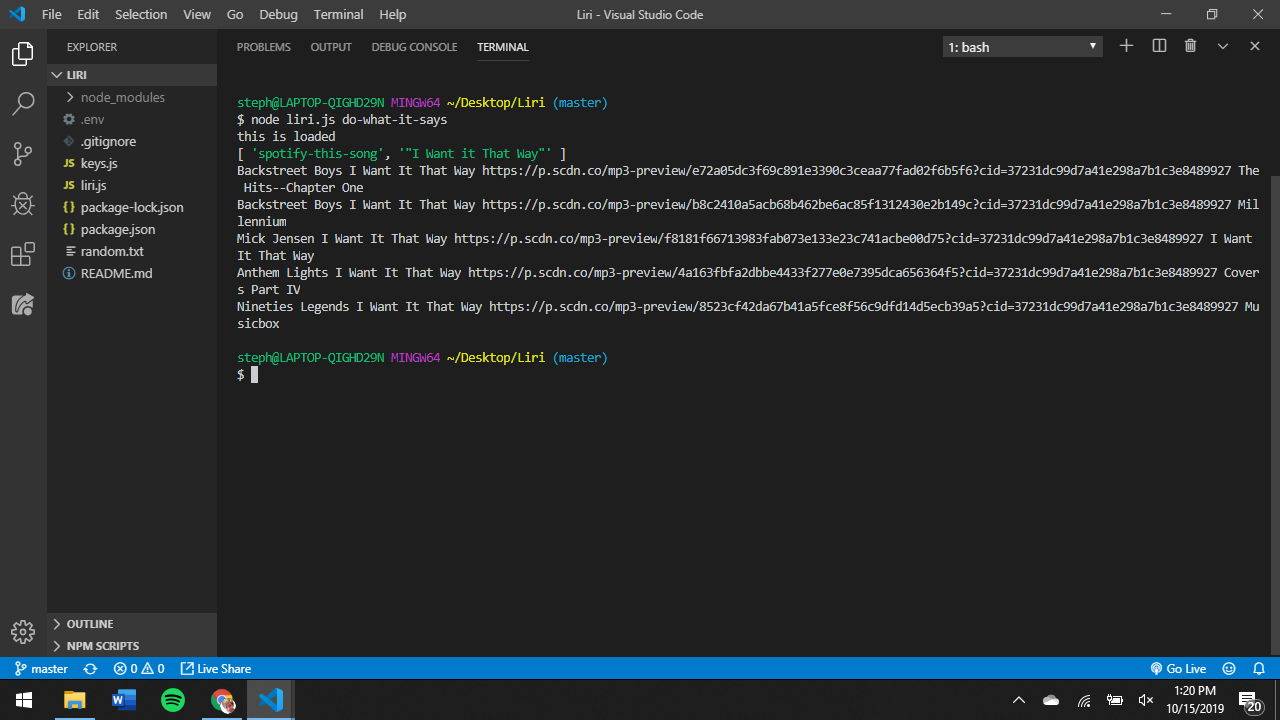 File Edit Selection View Go Debug Terminal Help Liri - Visual Studio Code
EXPLORER
LIRI
node_modules
.env
.gitignore
keys.js
liri.js
package-lock.json
package.json
random.txt
README.md
OUTLINE
NPM SCRIPTS
PROBLEMS OUTPUT DEBUG CONSOLE TERMINAL 1: bash
steph@LAPTOP-QIGHD29N MINGW64 ~/Desktop/Liri (master)
$ node liri.js do-what-it-says
this is loaded
[ 'spotify-this-song', '"I Want it That Way"' ]
Backstreet Boys I Want It That Way https://p.scdn.co/mp3-preview/e72a05dc3f69c891e3390c3ceaa77fad02f6b5f6?cid=37231dc99d7a41e298a7b1c3e8489927 The
Hits--Chapter One
Backstreet Boys I Want It That Way https://p.scdn.co/mp3-preview/b8c2410a5acb68b462be6ac85f1312430e2b149c?cid=37231dc99d7a41e298a7b1c3e8489927 Mil
lennium
Mick Jensen I Want It That Way https://p.scdn.co/mp3-preview/f8181f66713983fab073e133e23c741acbe00d75?cid=37231dc99d7a41e298a7b1c3e8489927 I Want
It That Way
Anthem Lights I Want It That Way https://p.scdn.co/mp3-preview/4a163fbfa2dbbe4433f277e0e7395dca656364f5?cid=37231dc99d7a41e298a7b1c3e8489927 Cover
s Part IV
Nineties Legends I Want It That Way https://p.scdn.co/mp3-preview/8523cf42da67b41a5fce8f56c9dfd14d5ecb39a5?cid=37231dc99d7a41e298a7b1c3e8489927 Mu
sicbox
steph@LAPTOP-QIGHD29N MINGW64 ~/Desktop/Liri (master)
$
master 0 0 Live Share Go Live
1:20 PM
10/15/2019
20